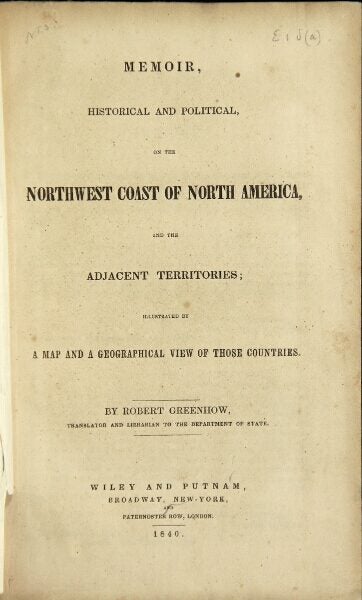 MEMOIR,
HISTORICAL AND POLITICAL,
ON THE
NORTHWEST COAST OF NORTH AMERICA,
AND THE
ADJACENT TERRITORIES;
ILLUSTRATED BY
A MAP AND A GEOGRAPHICAL VIEW OF THOSE COUNTRIES.
BY ROBERT GREENHOW,
TRANSLATOR AND LIBRARIAN TO THE DEPARTMENT OF STATE.
WILEY AND PUTNAM,
BROADWAY, NEW-YORK,
AND
PATERNOSTER ROW, LONDON.
1840.